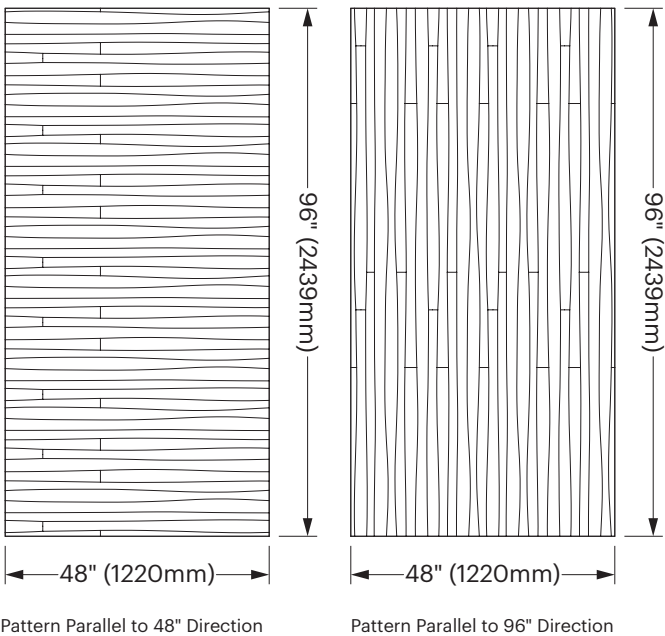 96" (2439mm)
96" (2439mm)
48" (1220mm)
48" (1220mm)
Pattern Parallel to 48" Direction
Pattern Parallel to 96" Direction